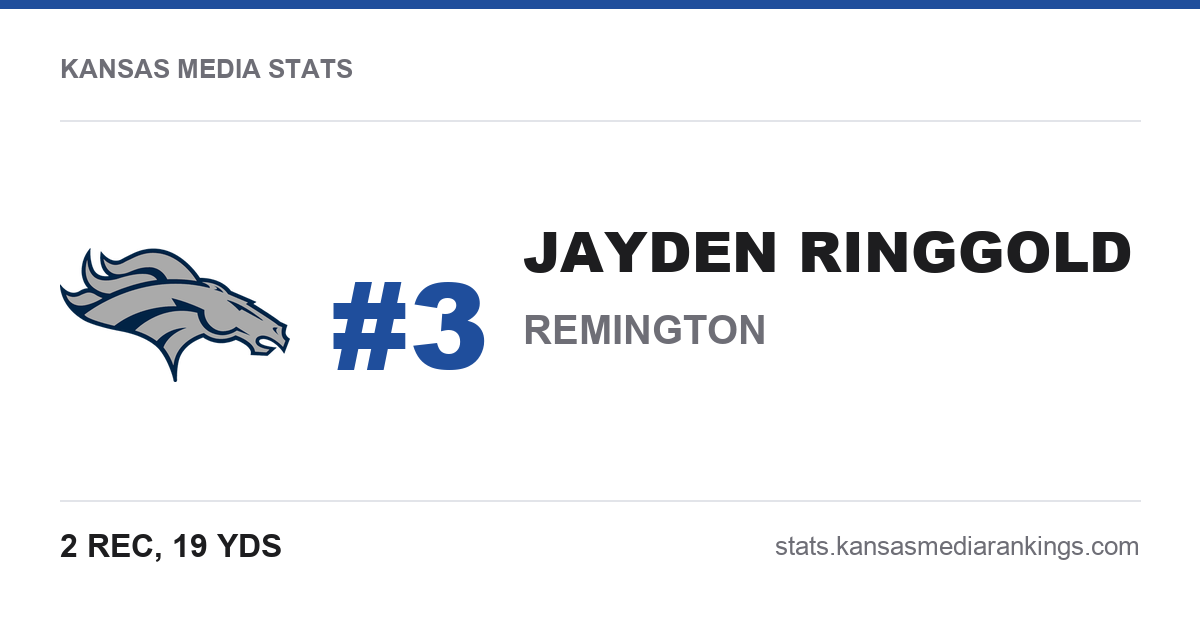 KANSAS MEDIA STATS
#3
JAYDEN RINGGOLD
REMINGTON
2 REC, 19 YDS
stats.kansasmediarankings.com